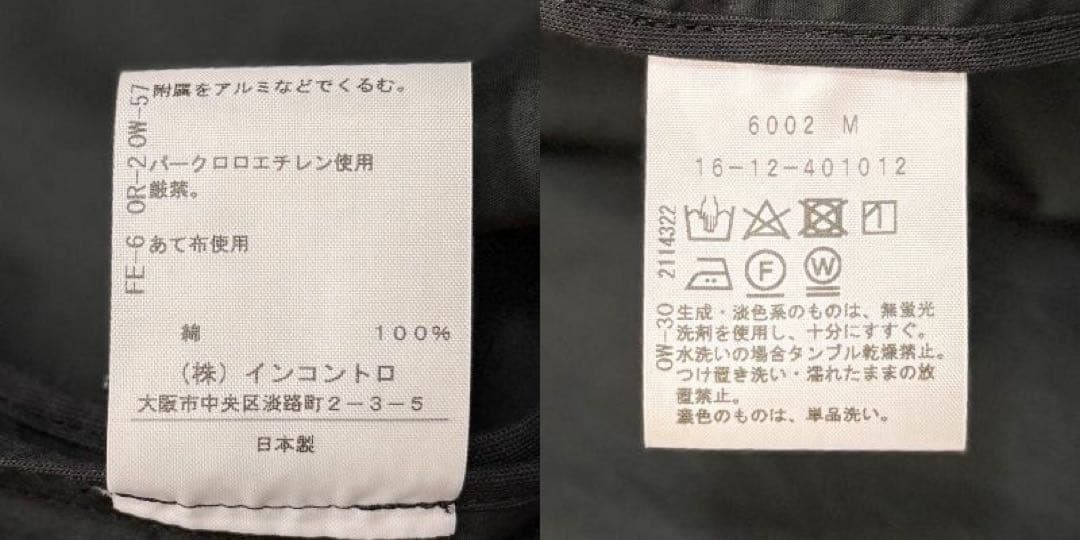 附属をアルミなどでくるむ。
パークロロエチレン使用
厳禁。
あて布使用
綿 100%
(株)インコントロ
大阪市中央区淡路町2-3-5
日本製
FE-6 OR-2 OW-57
6002 M
16-12-401012
F W
生成・淡色系のものは、無蛍光
洗剤を使用し、十分にすすぐ。
水洗いの場合タンブル乾燥禁止。
つけ置き洗い・濡れたままの放
置禁止。
濃色のものは、単品洗い。
OW-30 2114322